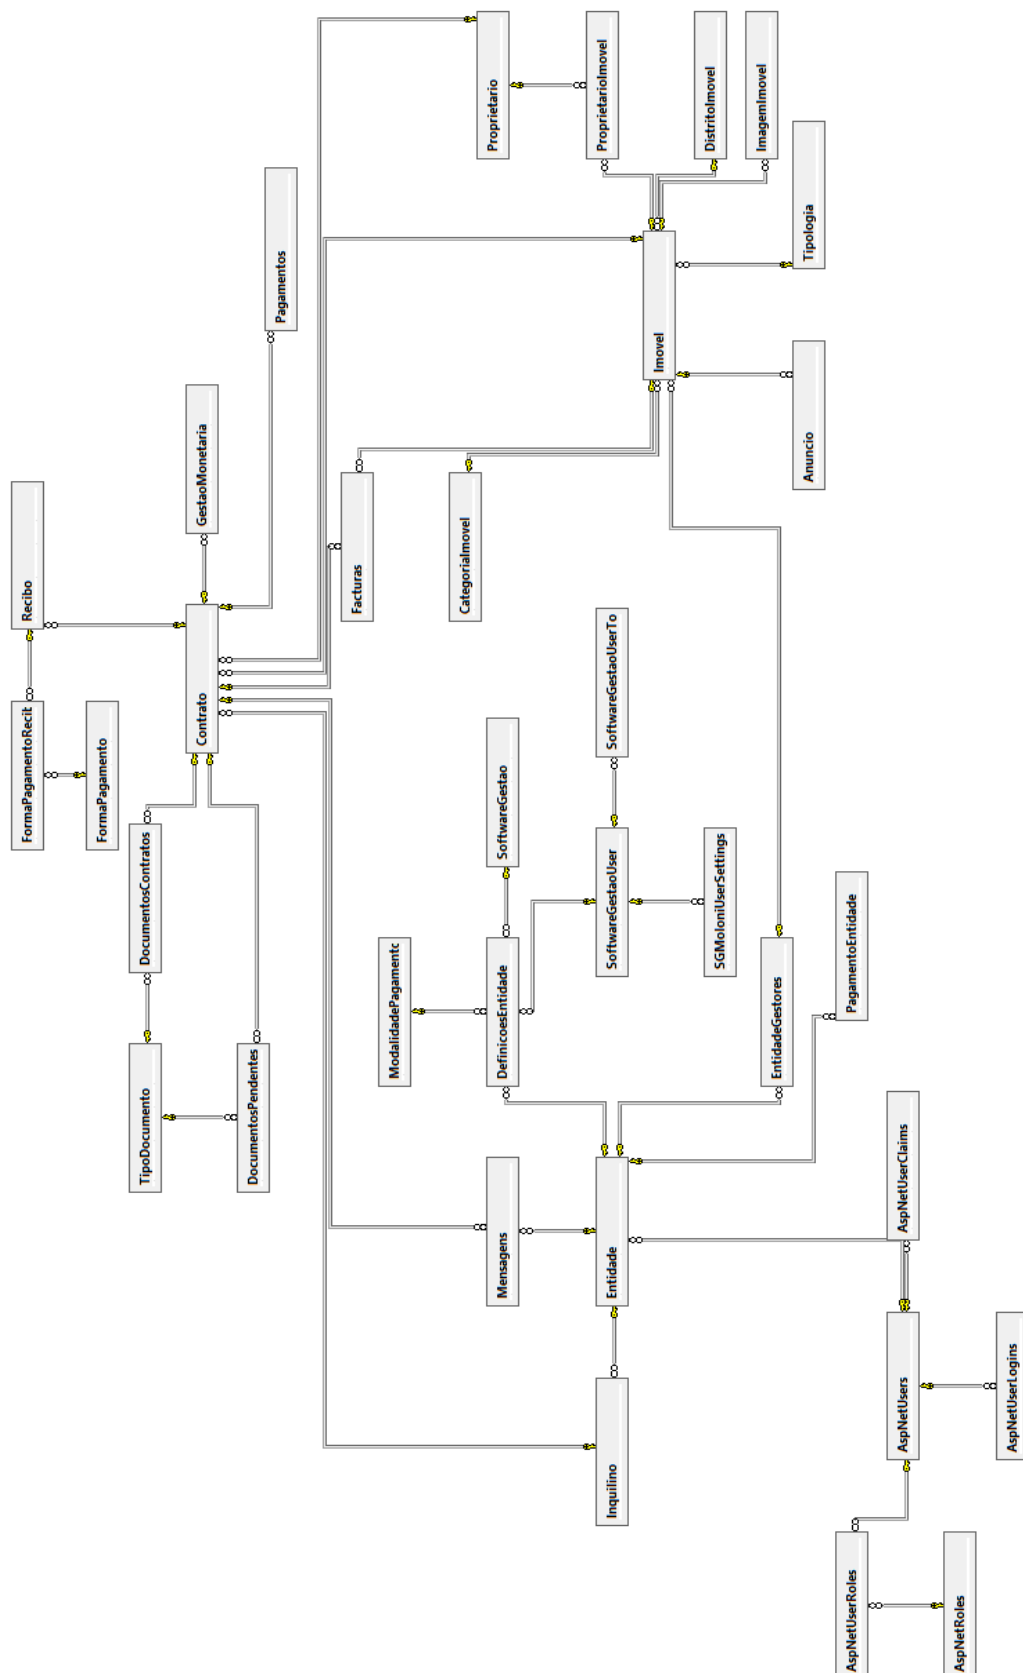 Recibo
FormaPagamentoRecit
FormaPagamento
DocumentosContratos
TipoDocumento
GestaoMonetaria
Contrato
DocumentosPendentes
Pagamentos
Facturas
ModalidadePagamentc
CategoriaImovel
Proprietario
SoftwareGestao
DefinicoesEntidade
Mensagens
ProprietarioImovel
SoftwareGestaoUserTo
SoftwareGestaoUser
Entidade
Inquilino
Imovel
DistritoImovel
SGMoloniUserSettings
ImagemImovel
EntidadeGestores
Tipologia
Anuncio
PagamentoEntidade
AspNetUserRoles
AspNetUserClaims
AspNetUsers
AspNetRoles
AspNetUserLogins